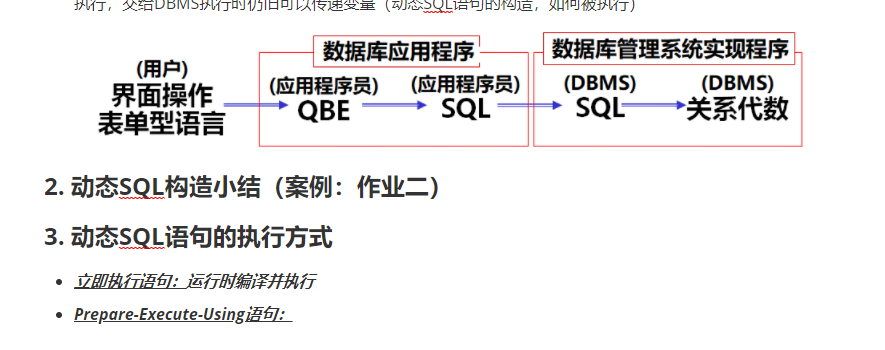 执行，交给DBMS执行时仍旧可以传递变量（动态SQL语句的构造，如何被执行）
数据库应用程序
数据库管理系统实现程序
(用户)
界面操作
表单型语言
(应用程序员)
QBE
(应用程序员)
SQL
(DBMS)
SQL
(DBMS)
关系代数
2. 动态SQL构造小结（案例：作业二）
3. 动态SQL语句的执行方式
立即执行语句：运行时编译并执行
Prepare-Execute-Using语句：